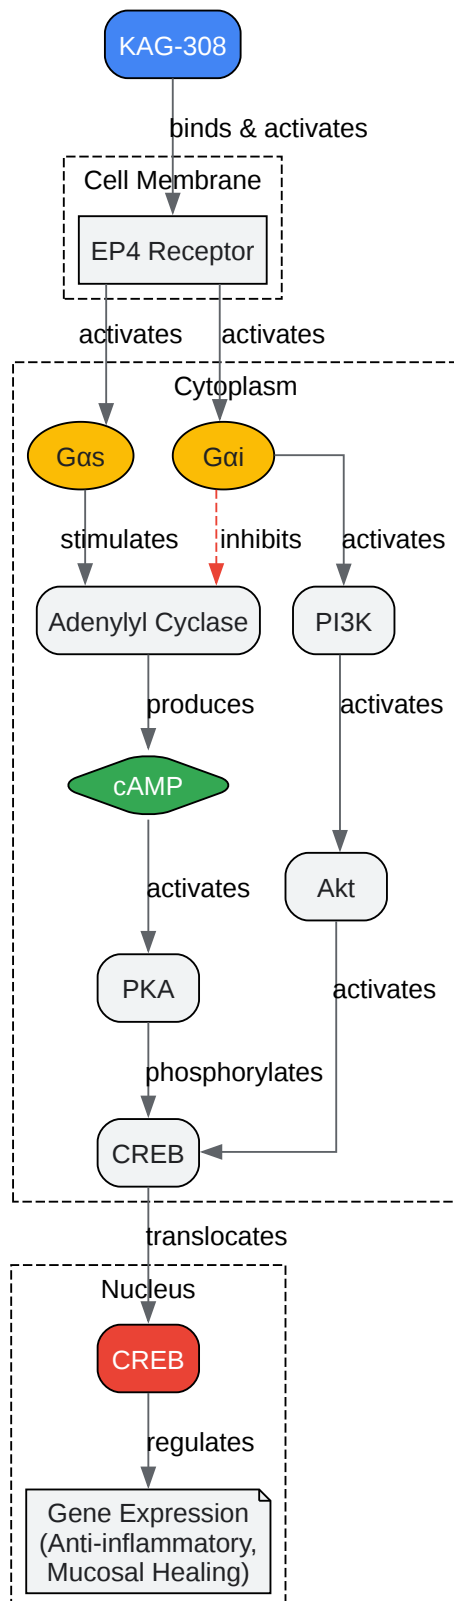 KAG-308
binds & activates
Cell Membrane
EP4 Receptor
activates
activates
Cytoplasm
Gαs
Gαi
stimulates
inhibits
activates
Adenylyl Cyclase
PI3K
produces
activates
cAMP
activates
Akt
PKA
activates
phosphorylates
CREB
translocates
Nucleus
CREB
regulates
Gene Expression
(Anti-inflammatory,
Mucosal Healing)